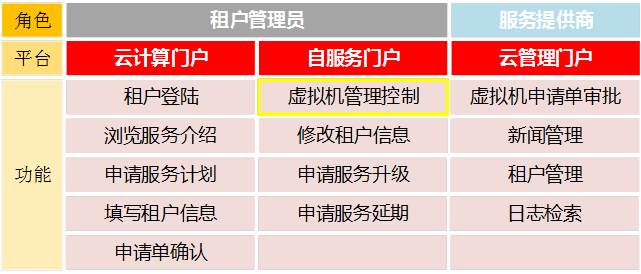 角色 租户管理员 服务提供商
平台 云计算门户 自服务门户 云管理门户
租户登陆 虚拟机管理控制 虚拟机申请单审批
浏览服务介绍 修改租户信息 新闻管理
功能 申请服务计划 申请服务升级 租户管理
填写租户信息 申请服务延期 日志检索
申请单确认